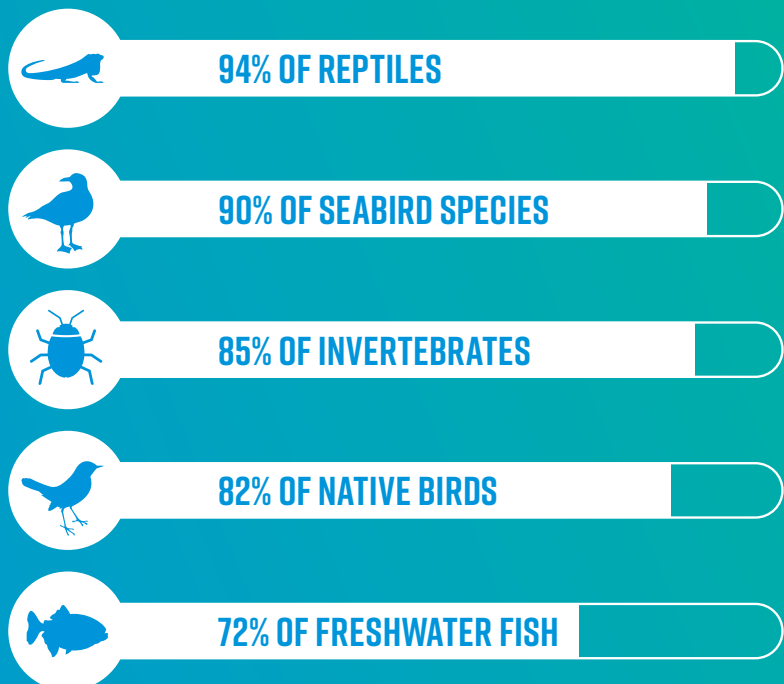 94% OF REPTILES
90% OF SEABIRD SPECIES
85% OF INVERTEBRATES
82% OF NATIVE BIRDS
72% OF FRESHWATER FISH